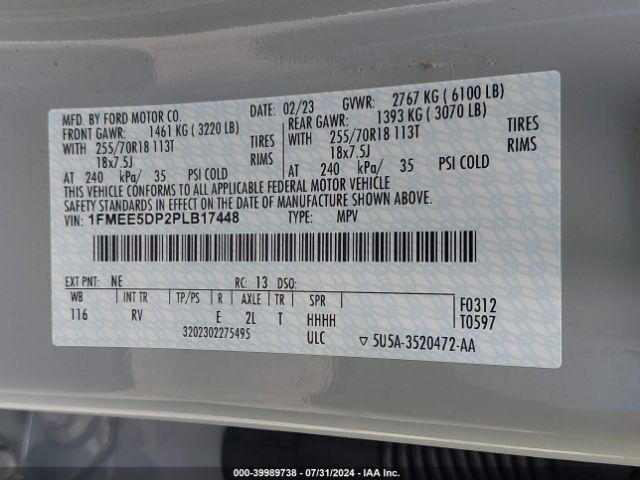 MFD. BY FORD MOTOR CO.
DATE: 02/23 GVWR: 2767 KG ( 6100 LB)
FRONT GAWR: 1461 KG ( 3220 LB)
REAR GAWR: 1393 KG ( 3070 LB)
WITH 255/70R18 113T TIRES
WITH 255/70R18 113T TIRES
18x7.5J RIMS
18x7.5J RIMS
AT 240 kPa/ 35 PSI COLD
AT 240 kPa/ 35 PSI COLD
THIS VEHICLE CONFORMS TO ALL APPLICABLE FEDERAL MOTOR VEHICLE
SAFETY STANDARDS IN EFFECT ON THE DATE OF MANUFACTURE SHOWN ABOVE.
VIN: 1FMEE5DP2PLB17448 TYPE: MPV
EXT PNT: NE RC: 13 DSO:
WB INT TR TP/PS R AXLE TR SPR
116 RV E 2L T HHHH
3202302275495 ULC
F0312
T0597
▽ 5U5A-3520472-AA
000-39989738 - 07/31/2024 - IAA Inc.